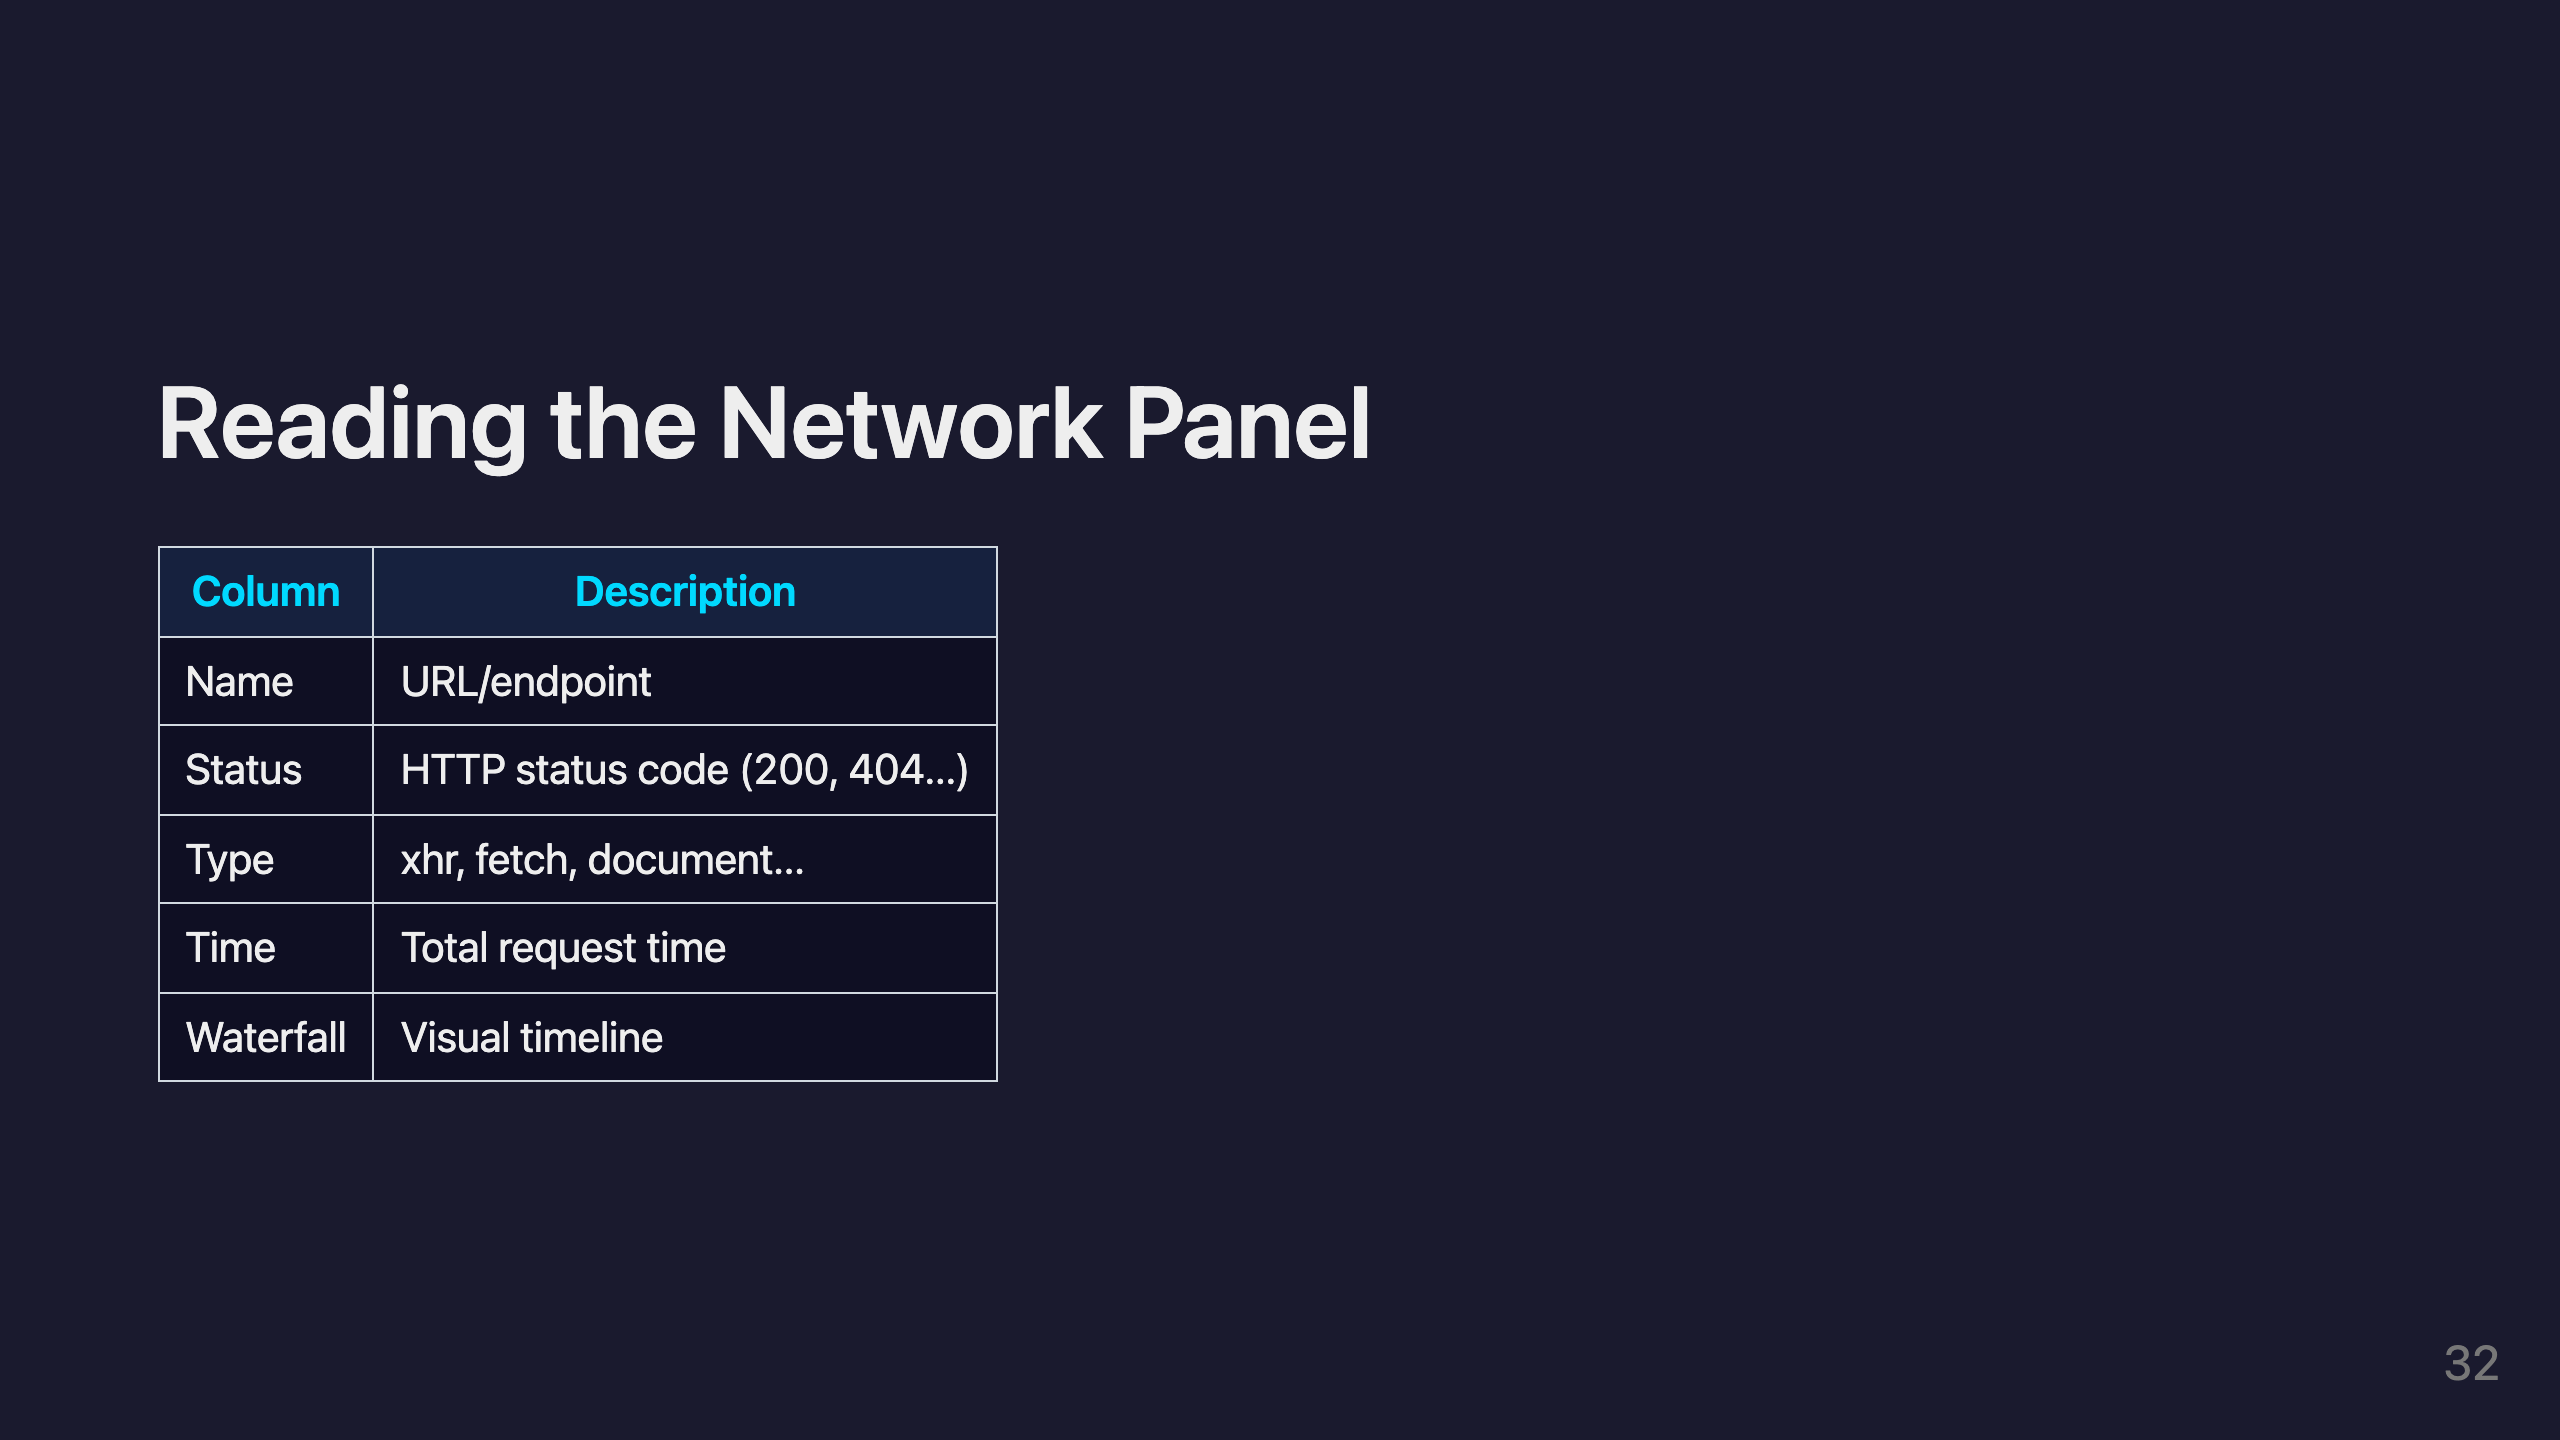 Reading the Network Panel
Column Description
Name URL/endpoint
Status HTTP status code (200, 404...)
Type xhr, fetch, document...
Time Total request time
Waterfall Visual timeline
32